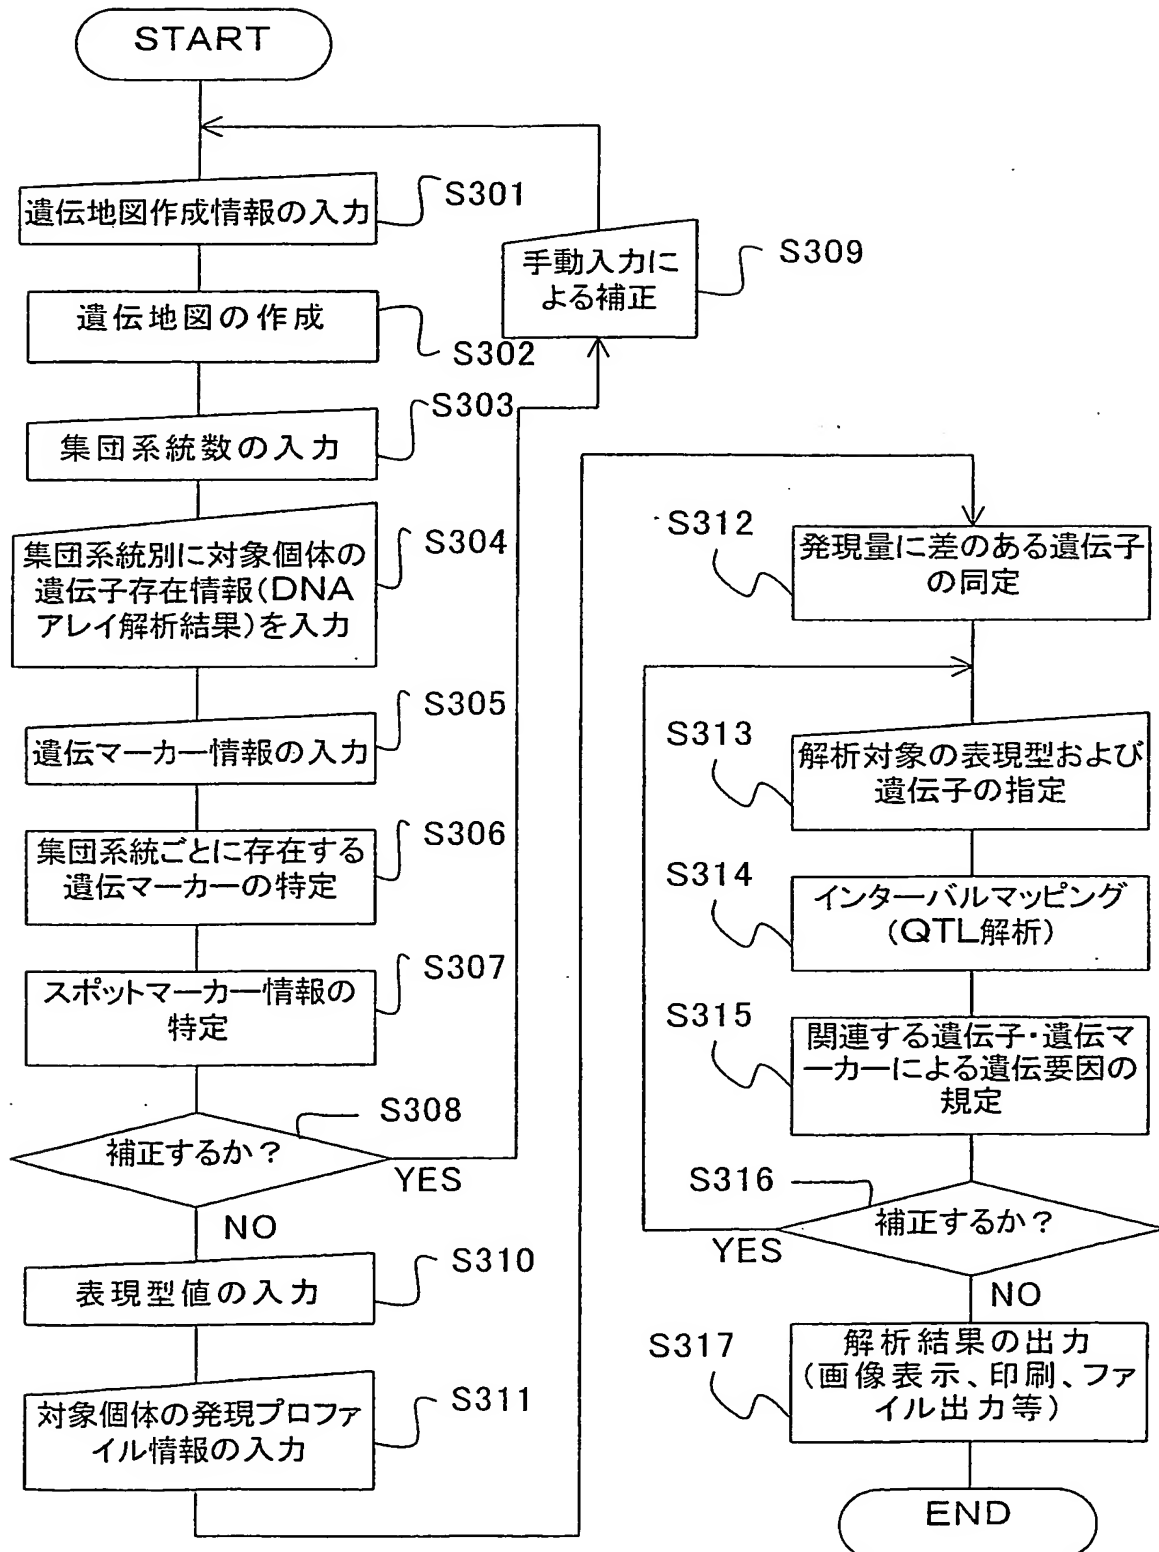 START
遺伝地図作成情報の入力
S301
遺伝地図の作成
S302
集団系統数の入力
S303
集団系統別に対象個体の
遺伝子存在情報(DNA
アレイ解析結果)を入力
S304
遺伝マーカー情報の入力
S305
集団系統ごとに存在する
遺伝マーカーの特定
S306
スポットマーカー情報の
特定
S307
補正するか?
S308
YES
NO
手動入力に
よる補正
S309
表現型値の入力
S310
対象個体の発現プロファ
イル情報の入力
S311
S312
発現量に差のある遺伝子
の同定
S313
解析対象の表現型および
遺伝子の指定
S314
インターバルマッピング
(QTL解析)
S315
関連する遺伝子・遺伝マ
ーカーによる遺伝要因の
規定
S316
補正するか?
YES
NO
S317
解析結果の出力
(画像表示、印刷、ファ
イル出力等)
END